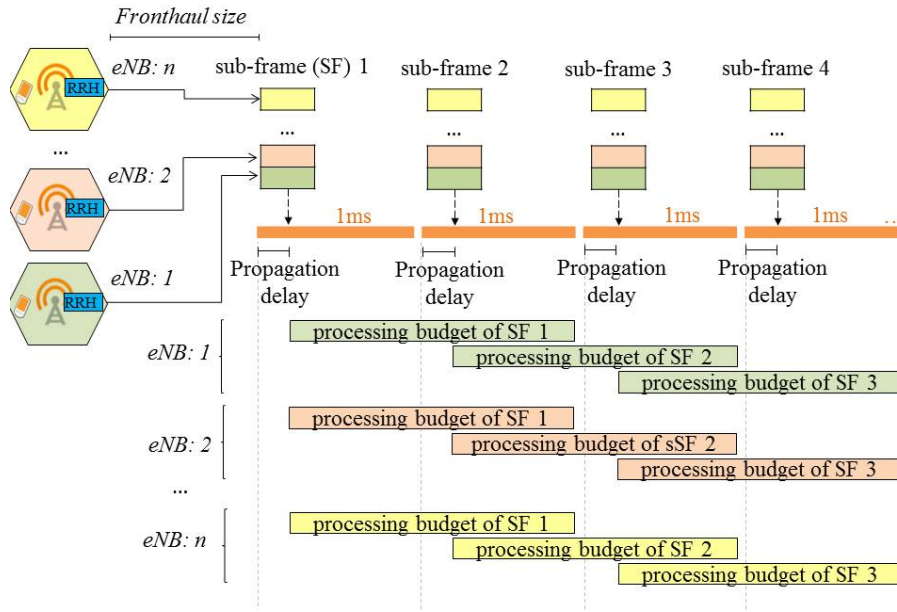 Fronthaul size
eNB: n
RRH
sub-frame (SF) 1
sub-frame 2
sub-frame 3
sub-frame 4
...
...
...
...
...
eNB: 2
RRH
1ms
1ms
1ms
1ms
...
eNB: 1
RRH
Propagation
delay
Propagation
delay
Propagation
delay
Propagation
delay
eNB: 1
processing budget of SF 1
processing budget of SF 2
processing budget of SF 3
eNB: 2
processing budget of SF 1
processing budget of sSF 2
processing budget of SF 3
...
eNB: n
processing budget of SF 1
processing budget of SF 2
processing budget of SF 3